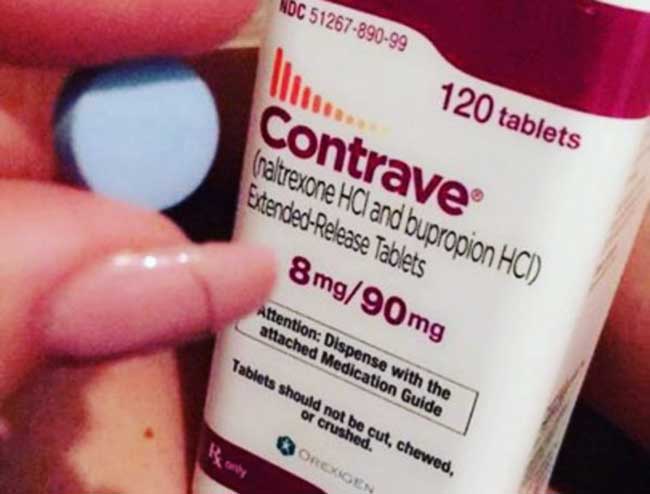 NDC 51267-890-99
120 tablets
Contrave®
(naltrexone HCl and bupropion HCl)
Extended-Release Tablets
8mg/90mg
Attention: Dispense with the
attached Medication Guide
Tablets should not be cut, chewed,
or crushed.
Rx only
OREXIGEN